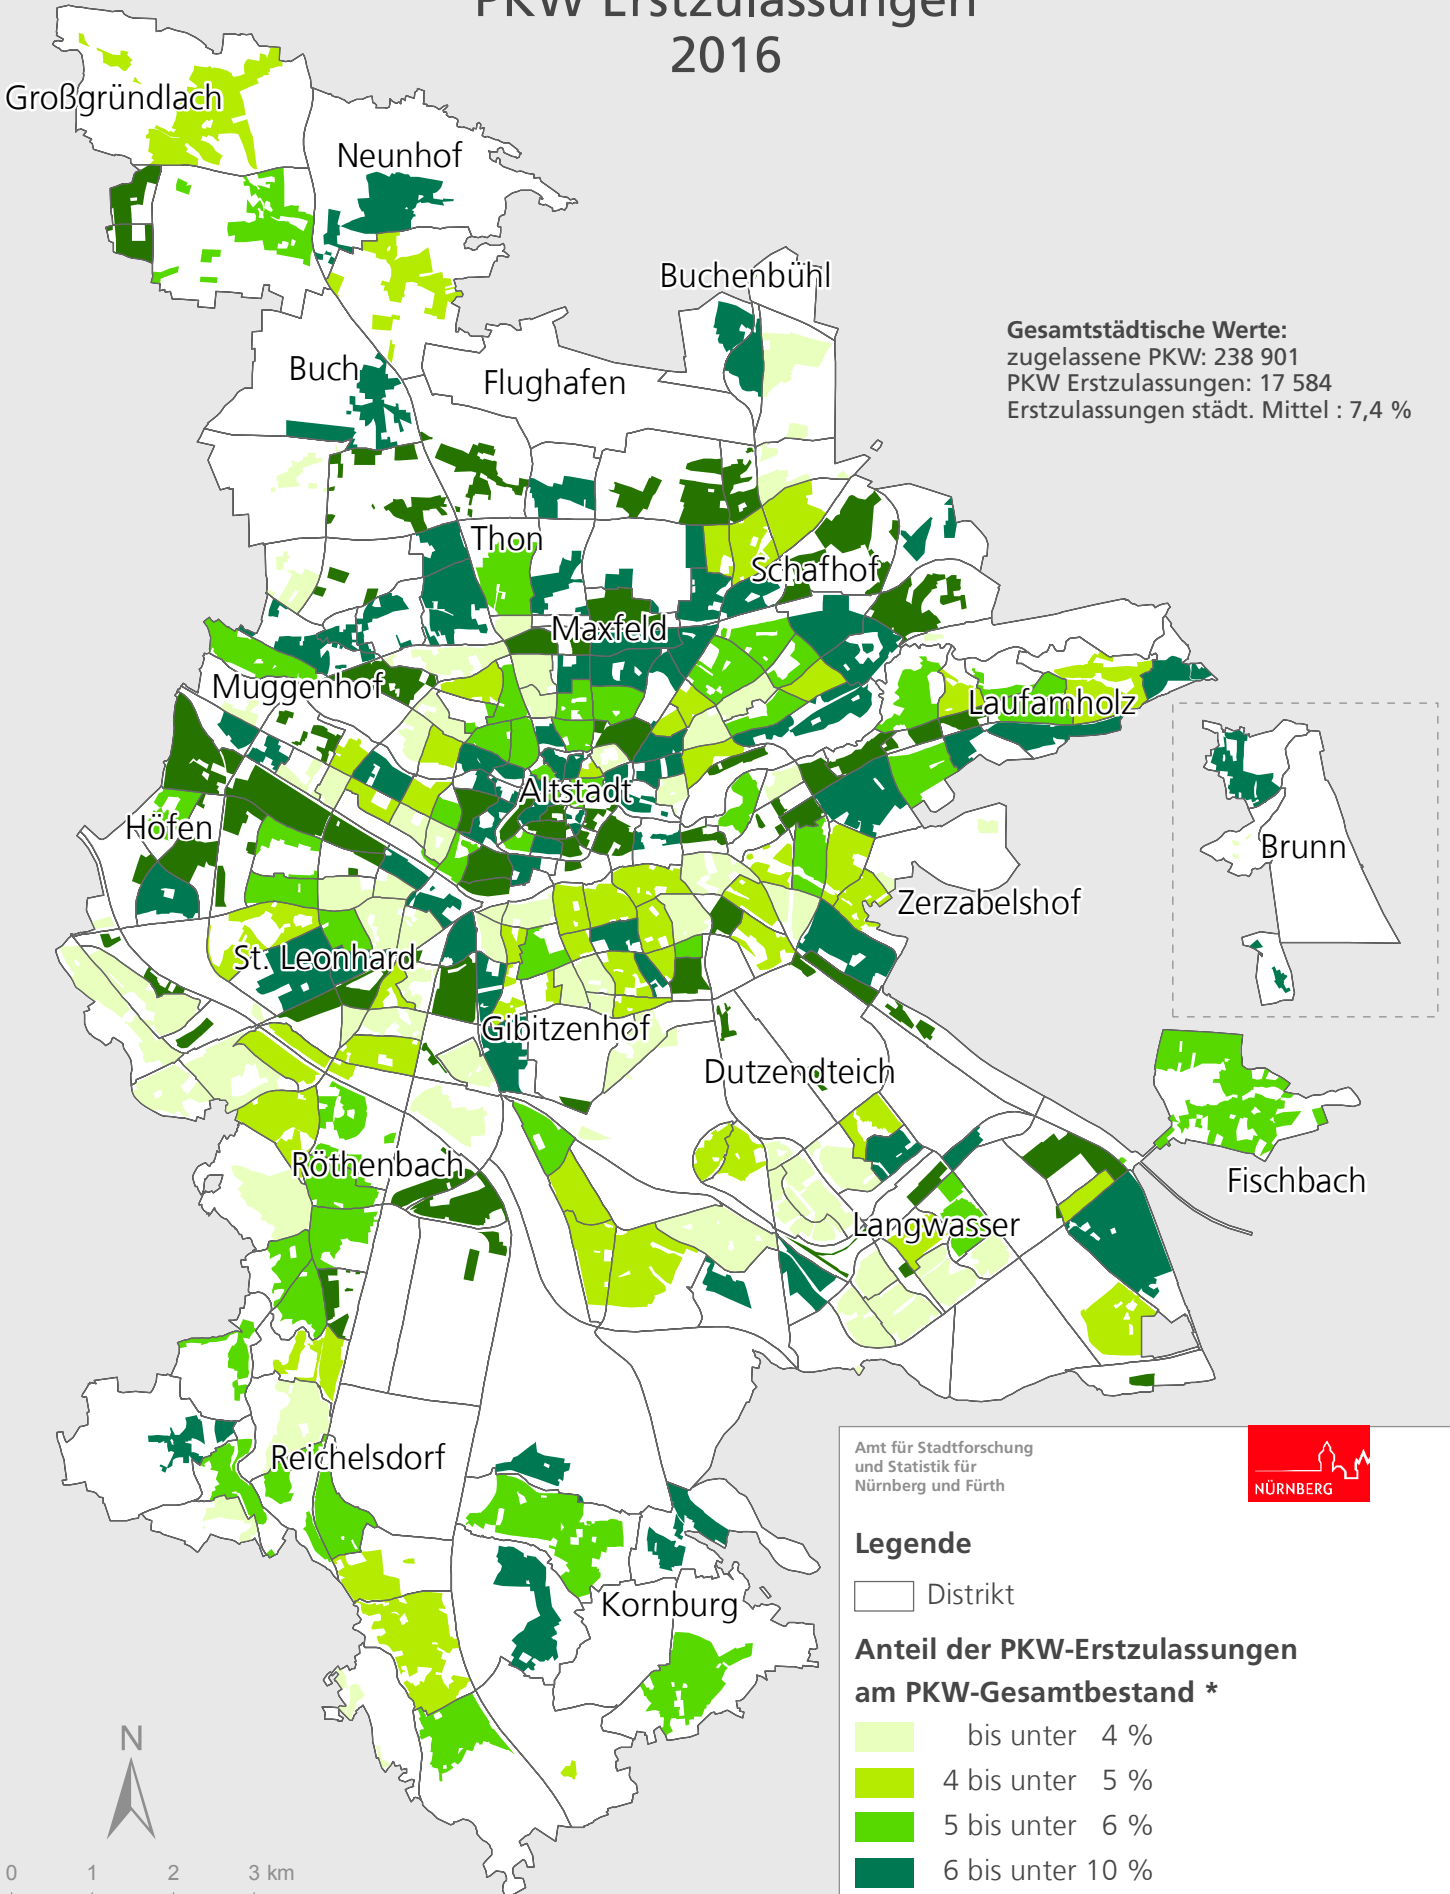 PKW Erstzulassungen
2016
Großgründlach
Neunhof
Buchenbühl
Buch
Flughafen
Gesamtstädtische Werte:
zugelassene PKW: 238 901
PKW Erstzulassungen: 17 584
Erstzulassungen städt. Mittel : 7,4 %
Thon
Schafhof
Maxfeld
Muggenhof
Laufamholz
Altstadt
Höfen
Brunn
Zerzabelshof
St. Leonhard
Gibitzenhof
Dutzendteich
Röthenbach
Fischbach
Langwasser
Reichelsdorf
Kornburg
Amt für Stadtforschung
und Statistik für
Nürnberg und Fürth
NÜRNBERG
Legende
Distrikt
Anteil der PKW-Erstzulassungen
am PKW-Gesamtbestand *
bis unter 4 %
4 bis unter 5 %
5 bis unter 6 %
6 bis unter 10 %
N
0 1 2 3 km